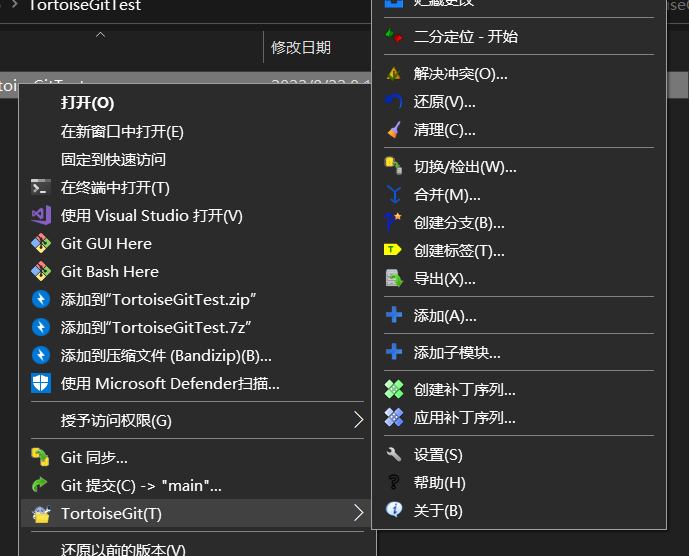 TortoiseGitTest
修改日期
打开(O)
在新窗口中打开(E)
固定到快速访问
在终端中打开(T)
使用 Visual Studio 打开(V)
Git GUI Here
Git Bash Here
添加到“TortoiseGitTest.zip”
添加到“TortoiseGitTest.7z”
添加到压缩文件 (Bandizip)(B)...
使用 Microsoft Defender扫描...
授予访问权限(G)
Git 同步...
Git 提交(C) -> "main"...
TortoiseGit(T)
还原以前的版本(V)
贮藏更改
二分定位 - 开始
解决冲突(O)...
还原(V)...
清理(C)...
切换/检出(W)...
合并(M)...
创建分支(B)...
创建标签(T)...
导出(X)...
添加(A)...
添加子模块...
创建补丁序列...
应用补丁序列...
设置(S)
帮助(H)
关于(B)